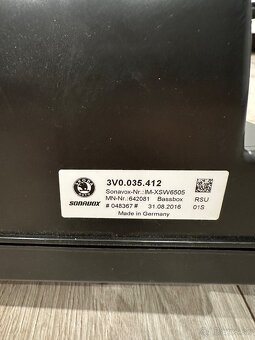 3V0.035.412
Sonavox-Nr.:IM-XSW6505
MN-Nr.:642081 Bassbox RSU
# 048367 # 31.08.2016 01S
Made in Germany
SONAVOX